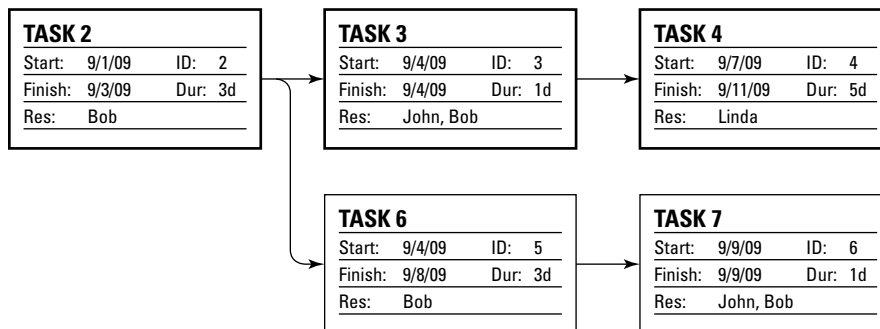 TASK 2
Start: 9/1/09 ID: 2
Finish: 9/3/09 Dur: 3d
Res: Bob
TASK 3
Start: 9/4/09 ID: 3
Finish: 9/4/09 Dur: 1d
Res: John, Bob
TASK 4
Start: 9/7/09 ID: 4
Finish: 9/11/09 Dur: 5d
Res: Linda
TASK 6
Start: 9/4/09 ID: 5
Finish: 9/8/09 Dur: 3d
Res: Bob
TASK 7
Start: 9/9/09 ID: 6
Finish: 9/9/09 Dur: 1d
Res: John, Bob